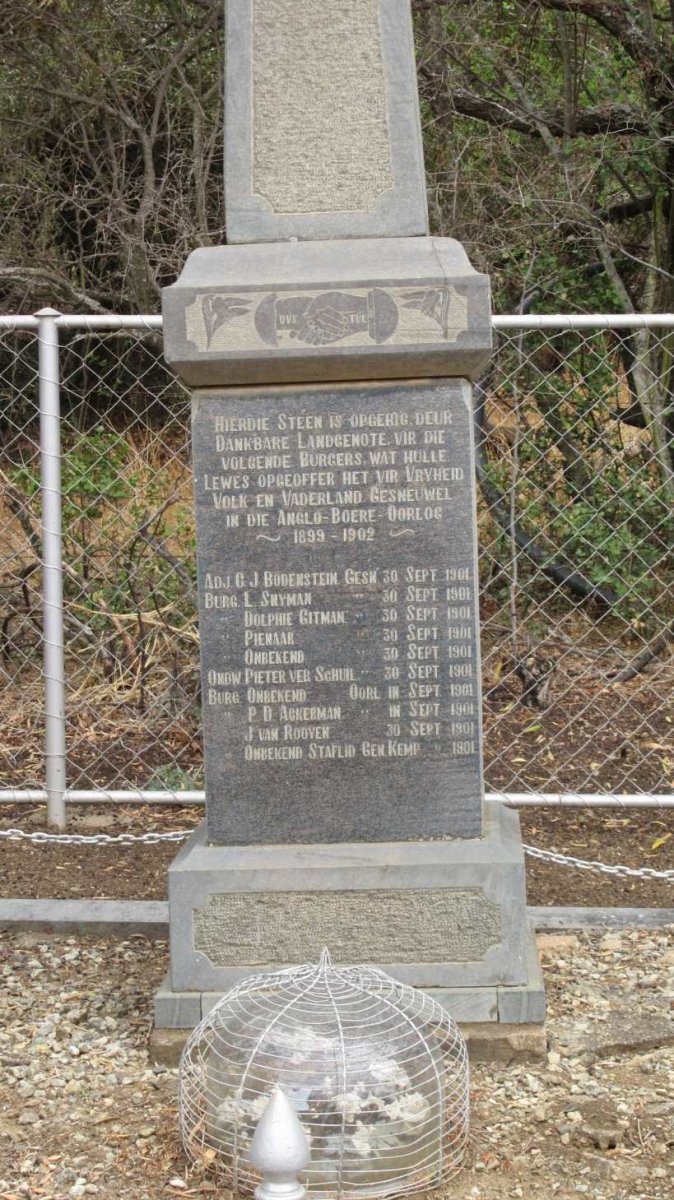 DVS TVL
HIERDIE STEEN IS OPGERIG, DEUR
DANKBARE LANDGENOTE, VIR DIE
VOLGENDE BURGERS, WAT HULLE
LEWES OPGEOFFER HET VIR VRYHEID
VOLK EN VADERLAND GESNEUWEL
IN DIE ANGLO-BOERE-OORLOG
1899 - 1902
ADJ. G. J. BODENSTEIN. GESN' 30 SEPT. 1901.
BURG. L. SNYMAN " 30 SEPT. 1901
" DOLPHIE GITMAN " 30 SEPT. 1901
" PIENAAR " 30 SEPT. 1901
" ONBEKEND " 30 SEPT. 1901
ONDW. PIETER VER SCHUIL " 30 SEPT. 1901
BURG. ONBEKEND OORL IN SEPT. 1901
" P. D. ACKERMAN " IN SEPT. 1901
J VAN ROOYEN 30 SEPT 1901
" ONBEKEND STAFLID GEN. KEMP " 1901